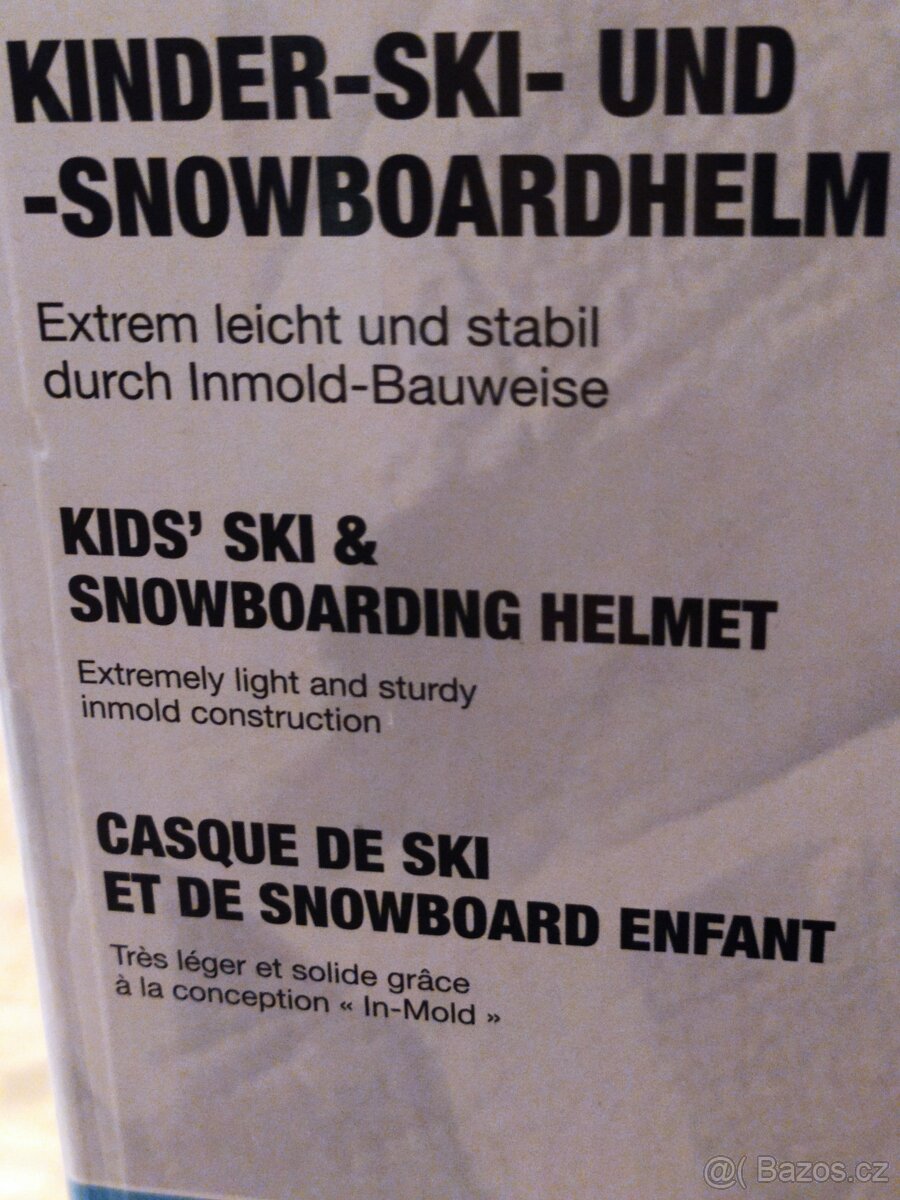 KINDER-SKI- UND
-SNOWBOARDHELM
Extrem leicht und stabil
durch Inmold-Bauweise
KIDS’ SKI &
SNOWBOARDING HELMET
Extremely light and sturdy
inmold construction
CASQUE DE SKI
ET DE SNOWBOARD ENFANT
Très léger et solide grâce
à la conception « In-Mold »
@( Bazos.cz